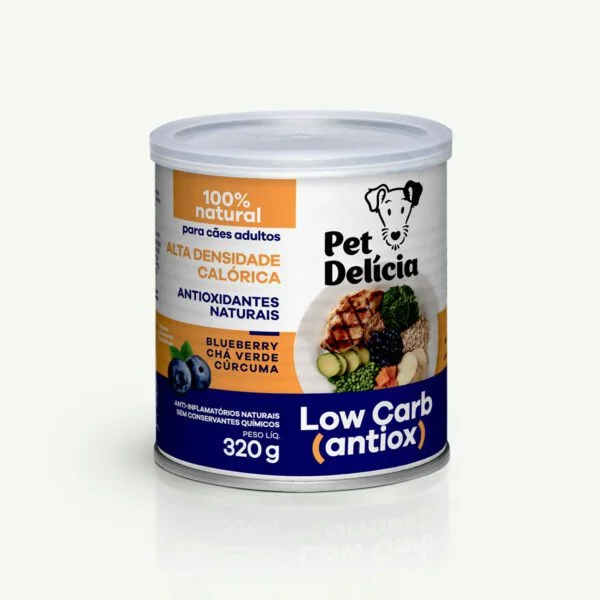 100%
natural
para cães adultos
ALTA DENSIDADE
CALÓRICA
ANTIOXIDANTES
NATURAIS
BLUEBERRY
CHÁ VERDE
CÚRCUMA
ANTI-INFLAMATÓRIOS NATURAIS
SEM CONSERVANTES QUÍMICOS
PESO LÍQ.
320 g
Pet
Delícia
Low Carb
(antiox)